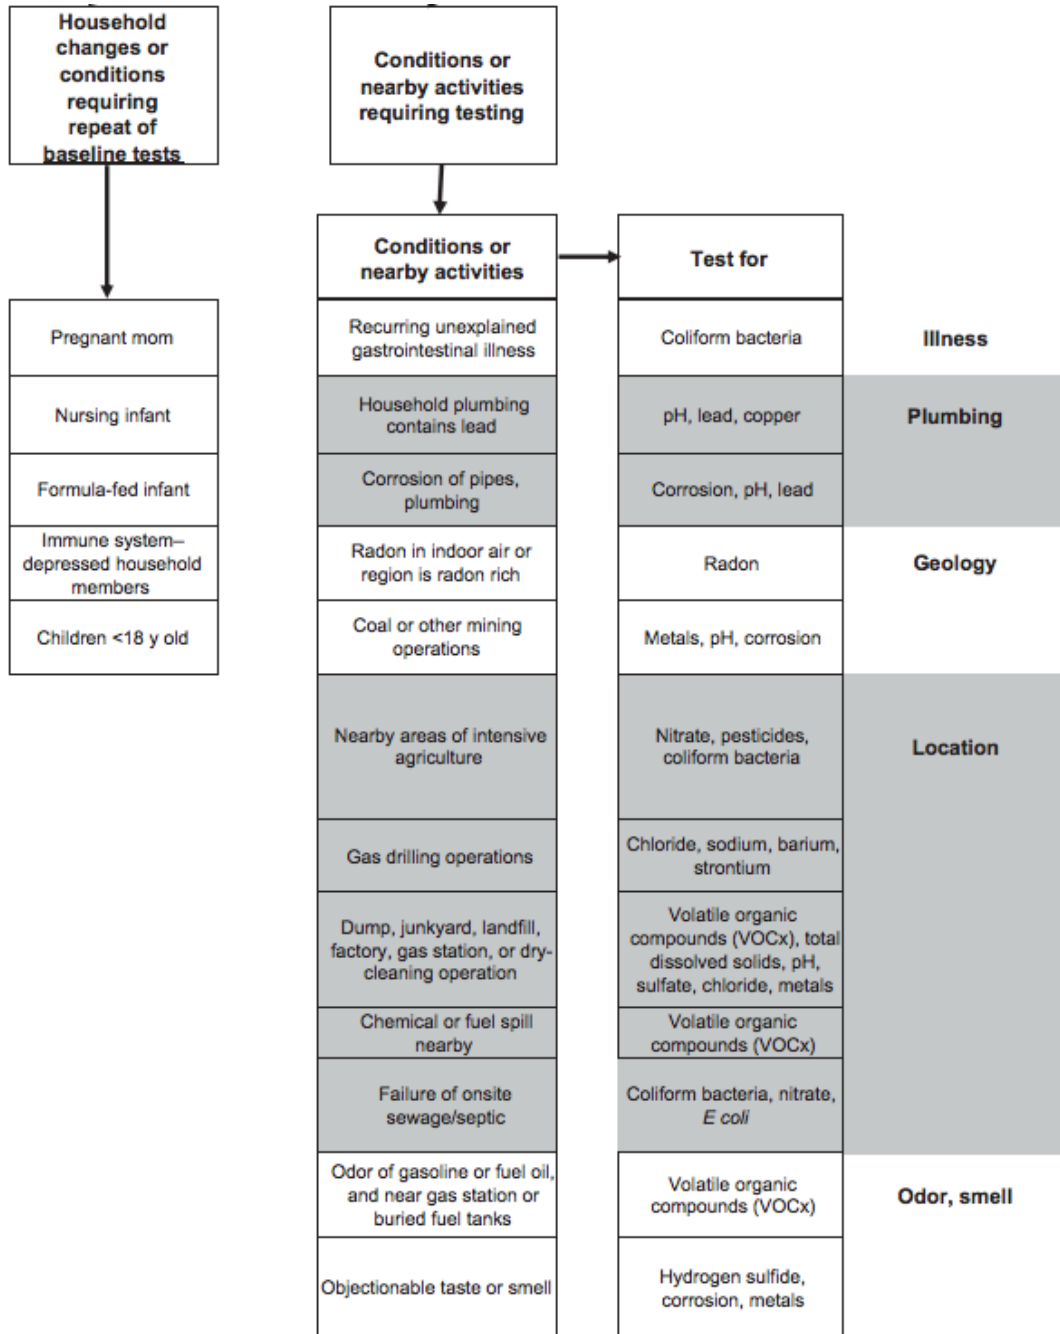 Household
changes or
conditions
requiring
repeat of
baseline tests
Conditions or
nearby activities
requiring testing
Conditions or
nearby activities
Test for
Pregnant mom
Nursing infant
Formula-fed infant
Immune system–
depressed household
members
Children <18 y old
Recurring unexplained
gastrointestinal illness
Coliform bacteria
Illness
Household plumbing
contains lead
pH, lead, copper
Plumbing
Corrosion of pipes,
plumbing
Corrosion, pH, lead
Radon in indoor air or
region is radon rich
Radon
Geology
Coal or other mining
operations
Metals, pH, corrosion
Nearby areas of intensive
agriculture
Nitrate, pesticides,
coliform bacteria
Location
Gas drilling operations
Chloride, sodium, barium,
strontium
Dump, junkyard, landfill,
factory, gas station, or dry-
cleaning operation
Volatile organic
compounds (VOCx), total
dissolved solids, pH,
sulfate, chloride, metals
Chemical or fuel spill
nearby
Volatile organic
compounds (VOCx)
Failure of onsite
sewage/septic
Coliform bacteria, nitrate,
E coli
Odor of gasoline or fuel oil,
and near gas station or
buried fuel tanks
Volatile organic
compounds (VOCx)
Odor, smell
Objectionable taste or smell
Hydrogen sulfide,
corrosion, metals